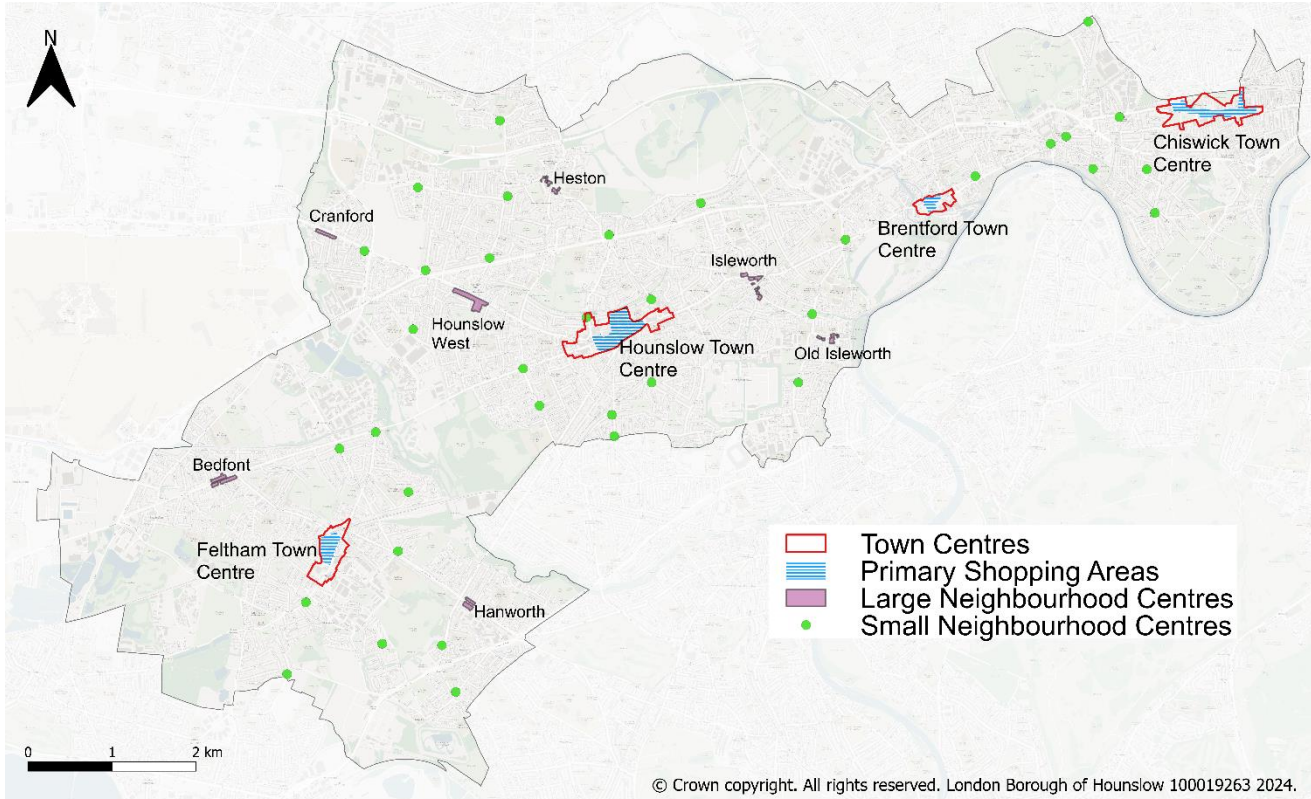 N
Chiswick Town
Centre
Heston
Cranford
Brentford Town
Centre
Isleworth
Hounslow
West
Hounslow Town
Centre
Old Isleworth
Bedfont
Feltham Town
Centre
Hanworth
Town Centres
Primary Shopping Areas
Large Neighbourhood Centres
Small Neighbourhood Centres
0 1 2 km
© Crown copyright. All rights reserved. London Borough of Hounslow 100019263 2024.